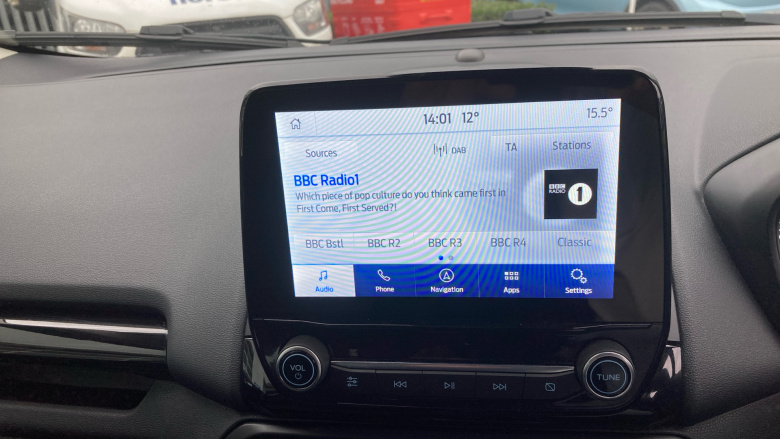 14:01 12° 15.5°
Sources DAB TA Stations
BBC Radio1
Which piece of pop culture do you think came first in
First Come, First Served?!
BBC RADIO 1
BBC Bstl BBC R2 BBC R3 BBC R4 Classic
Audio Phone Navigation Apps Settings
VOL TUNE